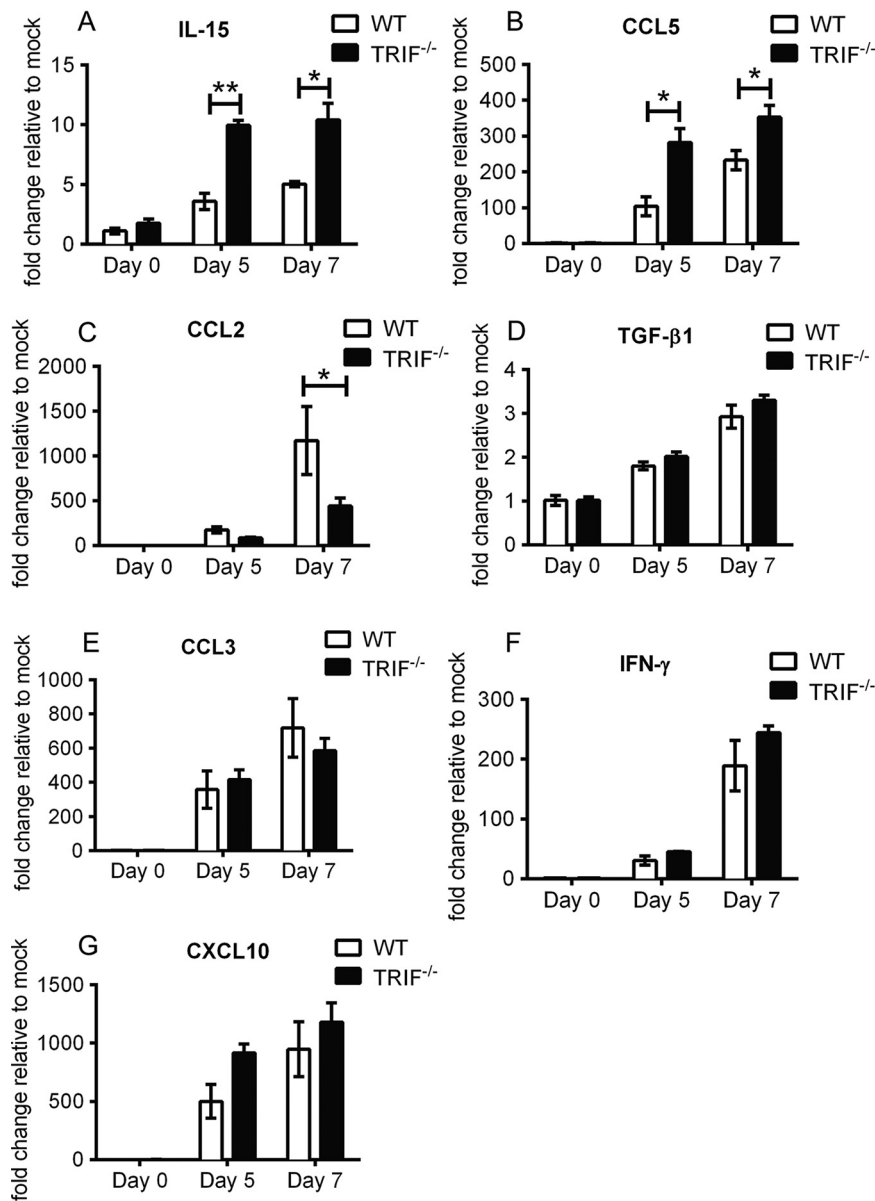 A
IL-15
WT
TRIF-/-
fold change relative to mock
15
10
5
0
**
*
Day 0 Day 5 Day 7
B
CCL5
WT
TRIF-/-
fold change relative to mock
500
400
300
200
100
0
*
*
Day 0 Day 5 Day 7
C
CCL2
WT
TRIF-/-
fold change relative to mock
2000
1500
1000
500
0
*
Day 0 Day 5 Day 7
D
TGF-β1
WT
TRIF-/-
fold change relative to mock
4
3
2
1
0
Day 0 Day 5 Day 7
E
CCL3
WT
TRIF-/-
fold change relative to mock
1000
800
600
400
200
0
Day 0 Day 5 Day 7
F
IFN-γ
WT
TRIF-/-
fold change relative to mock
300
200
100
0
Day 0 Day 5 Day 7
G
CXCL10
WT
TRIF-/-
fold change relative to mock
1500
1000
500
0
Day 0 Day 5 Day 7